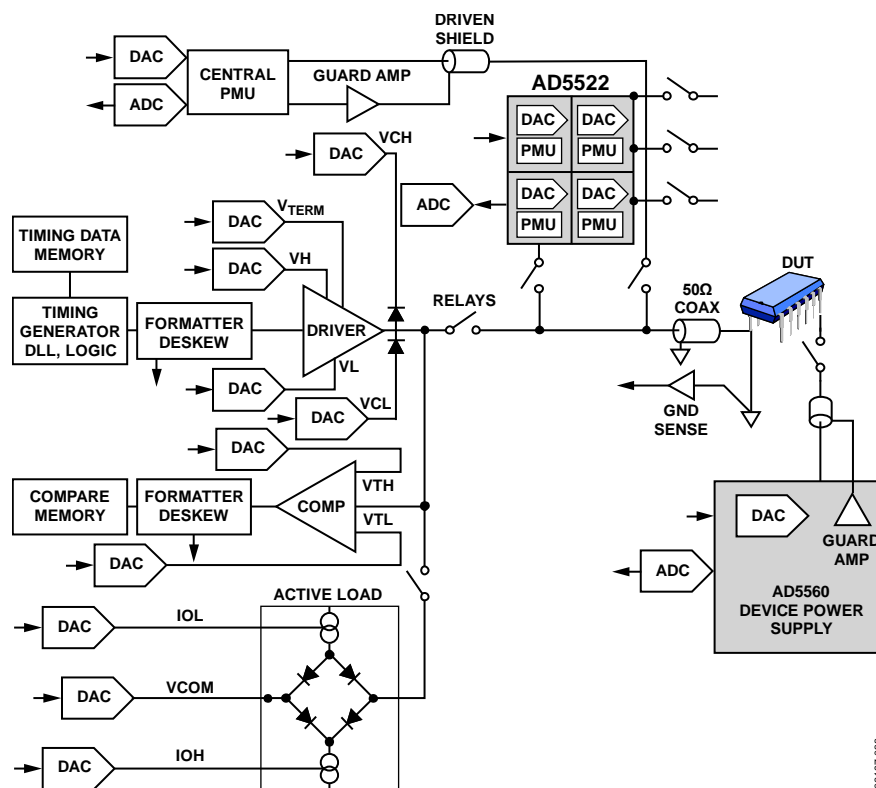 DRIVEN
SHIELD
DAC
CENTRAL
PMU
GUARD AMP
ADC
AD5522
DAC
DAC
PMU
PMU
DAC
DAC
PMU
PMU
ADC
VCH
DAC
VTERM
DAC
VH
DAC
TIMING DATA
MEMORY
TIMING
GENERATOR
DLL, LOGIC
FORMATTER
DESKEW
DRIVER
RELAYS
50Ω
COAX
DUT
VL
DAC
VCL
DAC
GND
SENSE
DAC
VTH
COMPARE
MEMORY
FORMATTER
DESKEW
COMP
VTL
DAC
DAC
GUARD
AMP
ADC
AD5560
DEVICE POWER
SUPPLY
ACTIVE LOAD
DAC
IOL
DAC
VCOM
DAC
IOH